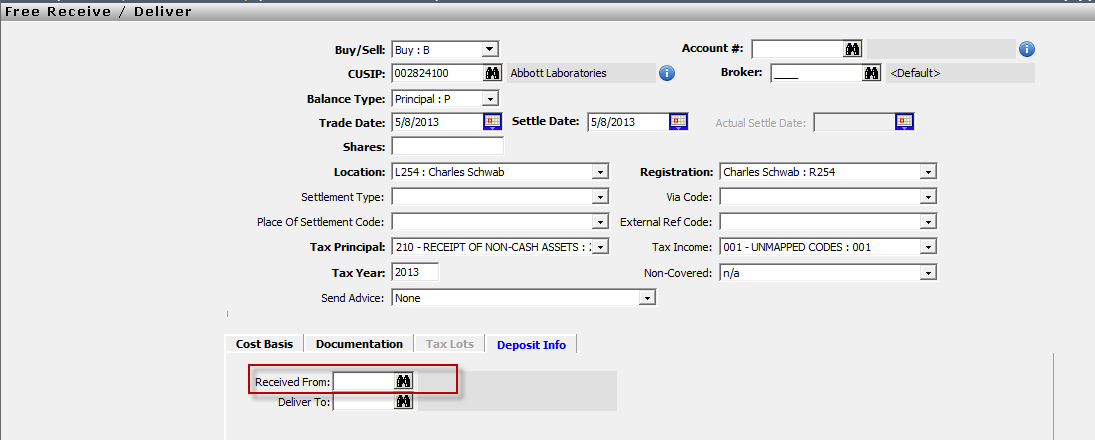 Free Receive / Deliver
Buy/Sell: Buy : B Account #:
CUSIP: 002824100 Abbott Laboratories Broker: ____ <Default>
Balance Type: Principal : P
Trade Date: 5/8/2013 Settle Date: 5/8/2013 Actual Settle Date:
Shares:
Location: L254 : Charles Schwab Registration: Charles Schwab : R254
Settlement Type: Via Code:
Place Of Settlement Code: External Ref Code:
Tax Principal: 210 - RECEIPT OF NON-CASH ASSETS : Tax Income: 001 - UNMAPPED CODES : 001
Tax Year: 2013 Non-Covered: n/a
Send Advice: None
Cost Basis Documentation Tax Lots Deposit Info
Received From:
Deliver To: